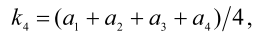 k₄ = (a₁ + a₂ + a₃ + a₄)/4,